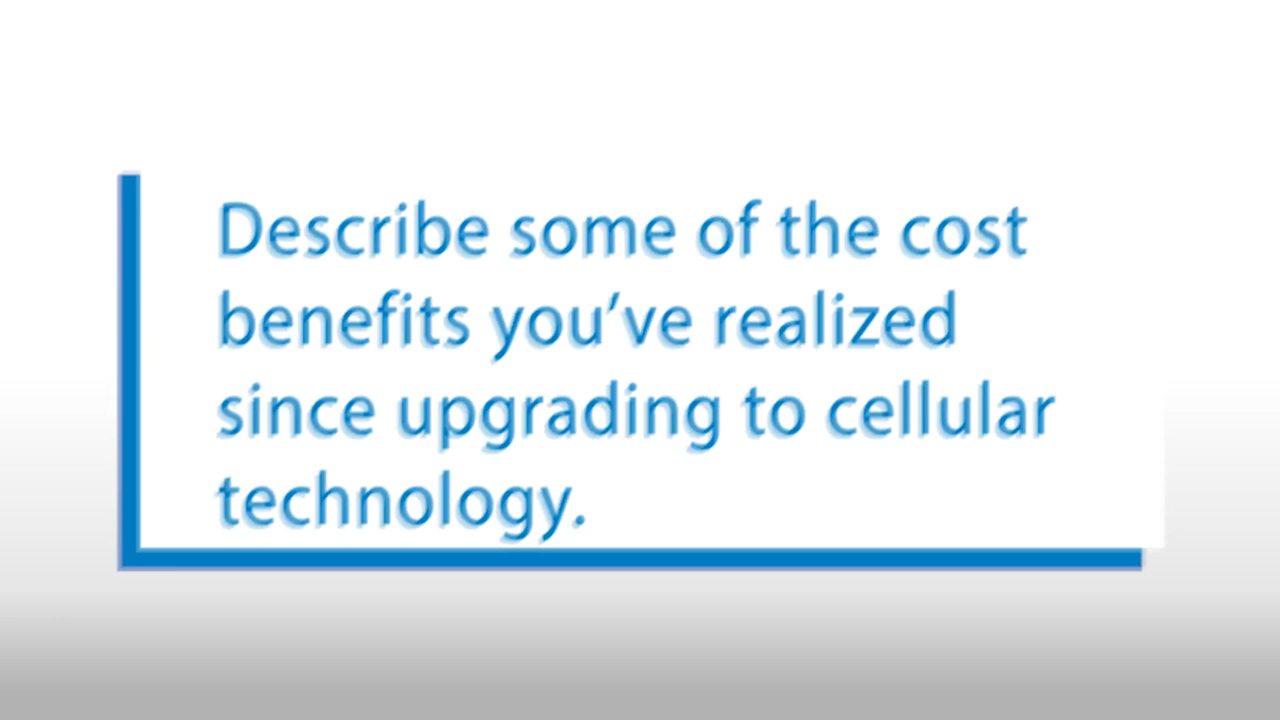 Describe some of the cost
benefits you’ve realized
since upgrading to cellular
technology.